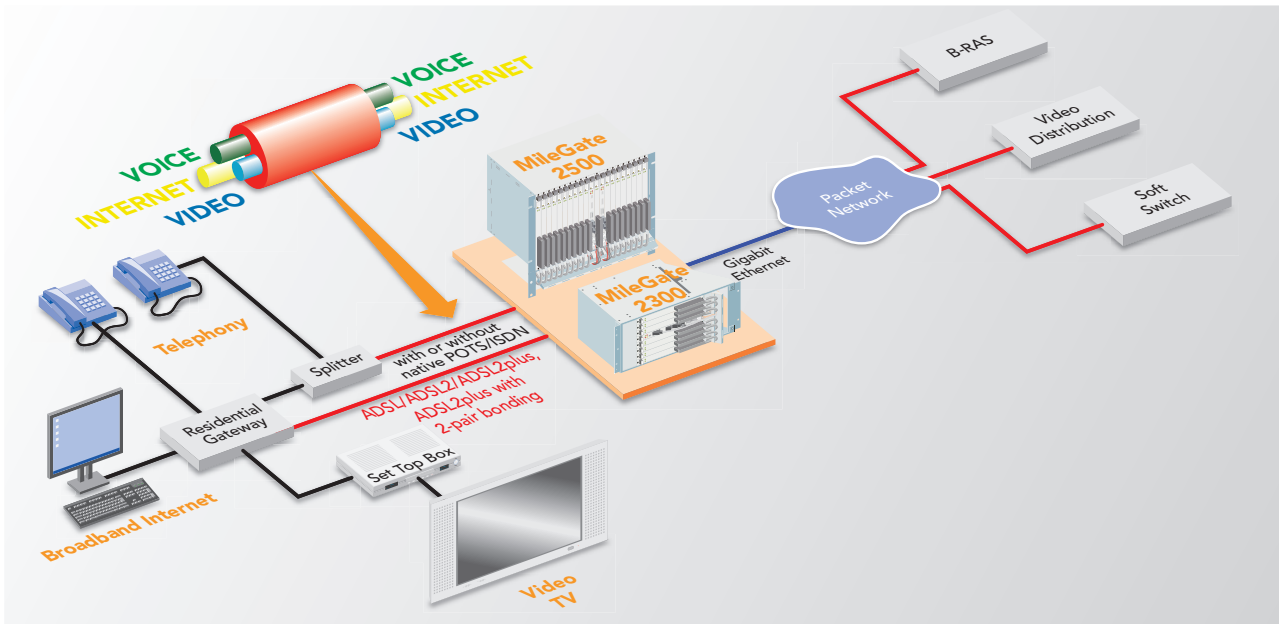 VOICE
INTERNET
VIDEO
VOICE
INTERNET
VIDEO
MileGate
2500
MileGate
2300
B-RAS
Video
Distribution
Soft
Switch
Packet
Network
Gigabit
Ethernet
Telephony
Splitter
with or without
native POTS/ISDN
ADSL/ADSL2/ADSL2plus,
ADSL2plus with
2-pair bonding
Residential
Gateway
Set Top Box
Broadband Internet
Video
TV